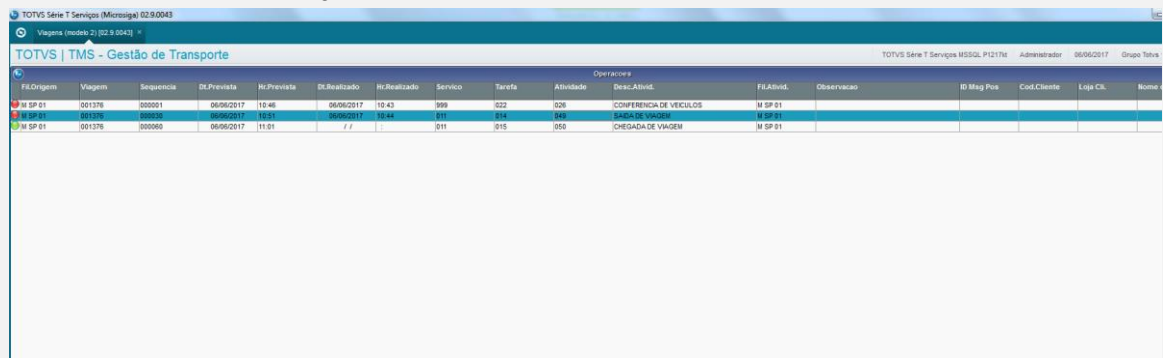 TOTVS Série T Serviços (Microsiga) 02.9.0043
Viagens (modelo 2) [02.9.0043] ×
TOTVS | TMS - Gestão de Transporte TOTVS Série T Serviços MSSQL P1217kt Administrador 06/06/2017 Grupo Totvs
Operacoes
Fil.Origem Viagem Sequencia Dt.Prevista Hr.Prevista Dt.Realizado Hr.Realizado Servico Tarefa Atividade Desc.Ativid. Fil.Ativid. Observacao ID Msg Pos Cod.Cliente Loja Cli. Nome
M SP 01 001376 000001 06/06/2017 10:46 06/06/2017 10:43 999 022 026 CONFERENCIA DE VEICULOS M SP 01
M SP 01 001376 000030 06/06/2017 10:51 06/06/2017 10:44 011 014 049 SAIDA DE VIAGEM M SP 01
M SP 01 001376 000060 06/06/2017 11:01 / / : 011 015 050 CHEGADA DE VIAGEM M SP 01